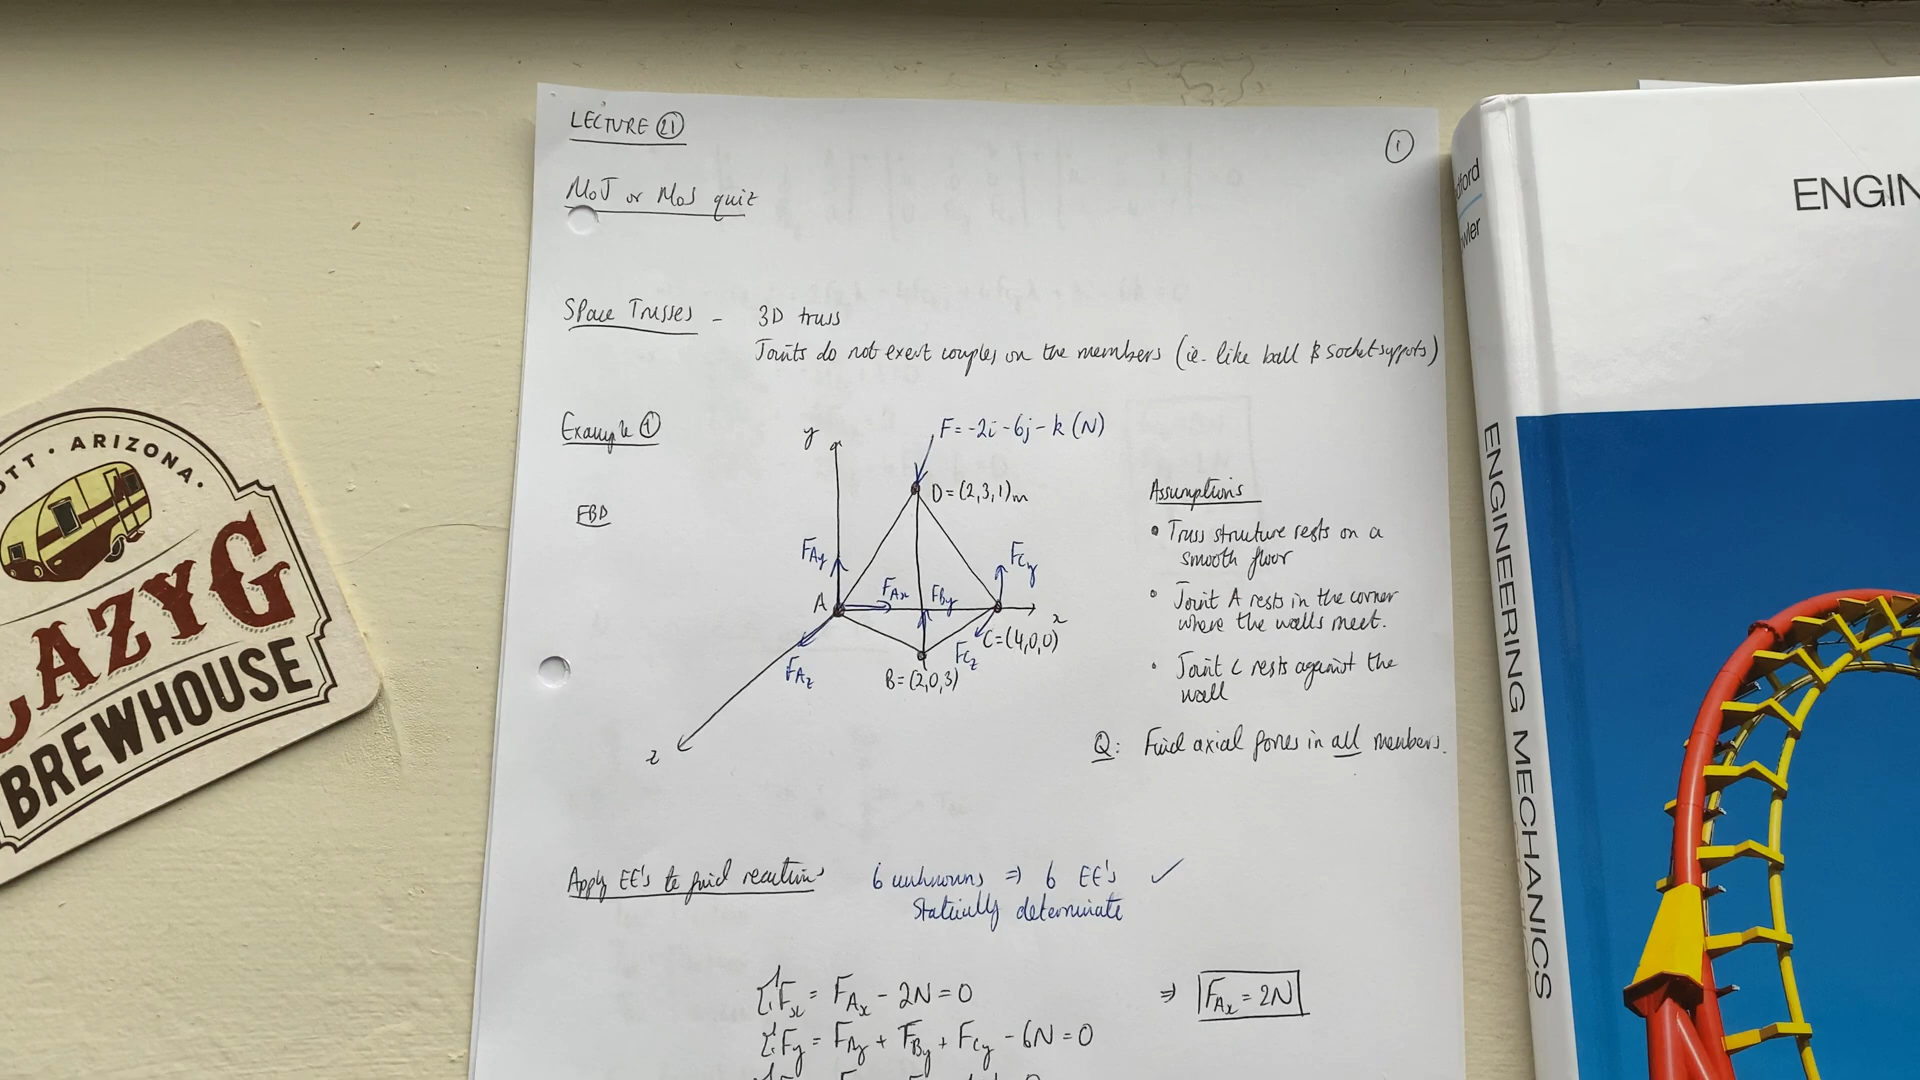 LECTURE 21
1
MoJ or MoS quiz
Space Trusses - 3D truss
Joints do not exert couples on the members (ie. like ball & socket supports)
Example 1
y
F = -2i - 6j - k (N)
D = (2,3,1)m
FBD
FAy
FCy
A
FAx
FBy
x
C = (4,0,0)
FCz
FAz
B = (2,0,3)
z
Assumptions
• Truss structure rests on a
smooth floor
• Joint A rests in the corner
where the walls meet.
• Joint C rests against the
wall
Q: Find axial forces in all members.
Apply EE's to find reactions
6 unknowns ⇒ 6 EE's ✓
Statically determinate
ΣFx = FAx - 2N = 0 ⇒ FAx = 2N
ΣFy = FAy + FBy + FCy - 6N = 0
OTT · ARIZONA ·
LAZYG
BREWHOUSE
dford
wler
ENGINEERING MECHANICS
ENGIN